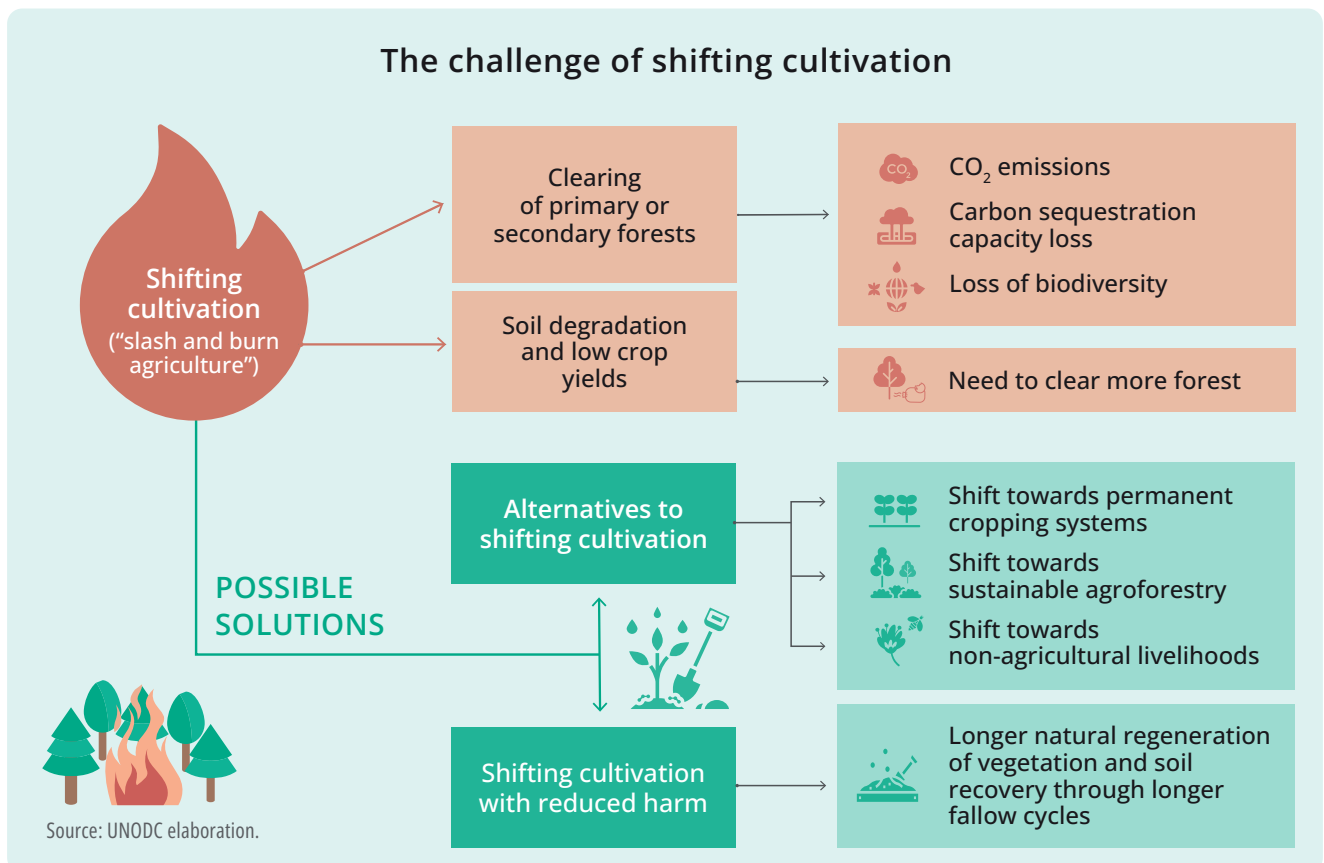 The challenge of shifting cultivation
Shifting
cultivation
(“slash and burn
agriculture”)
Clearing
of primary or
secondary forests
CO₂
CO₂ emissions
Carbon sequestration
capacity loss
Loss of biodiversity
Soil degradation
and low crop
yields
Need to clear more forest
POSSIBLE
SOLUTIONS
Alternatives to
shifting cultivation
Shift towards permanent
cropping systems
Shift towards
sustainable agroforestry
Shift towards
non-agricultural livelihoods
Shifting cultivation
with reduced harm
Longer natural regeneration
of vegetation and soil
recovery through longer
fallow cycles
Source: UNODC elaboration.